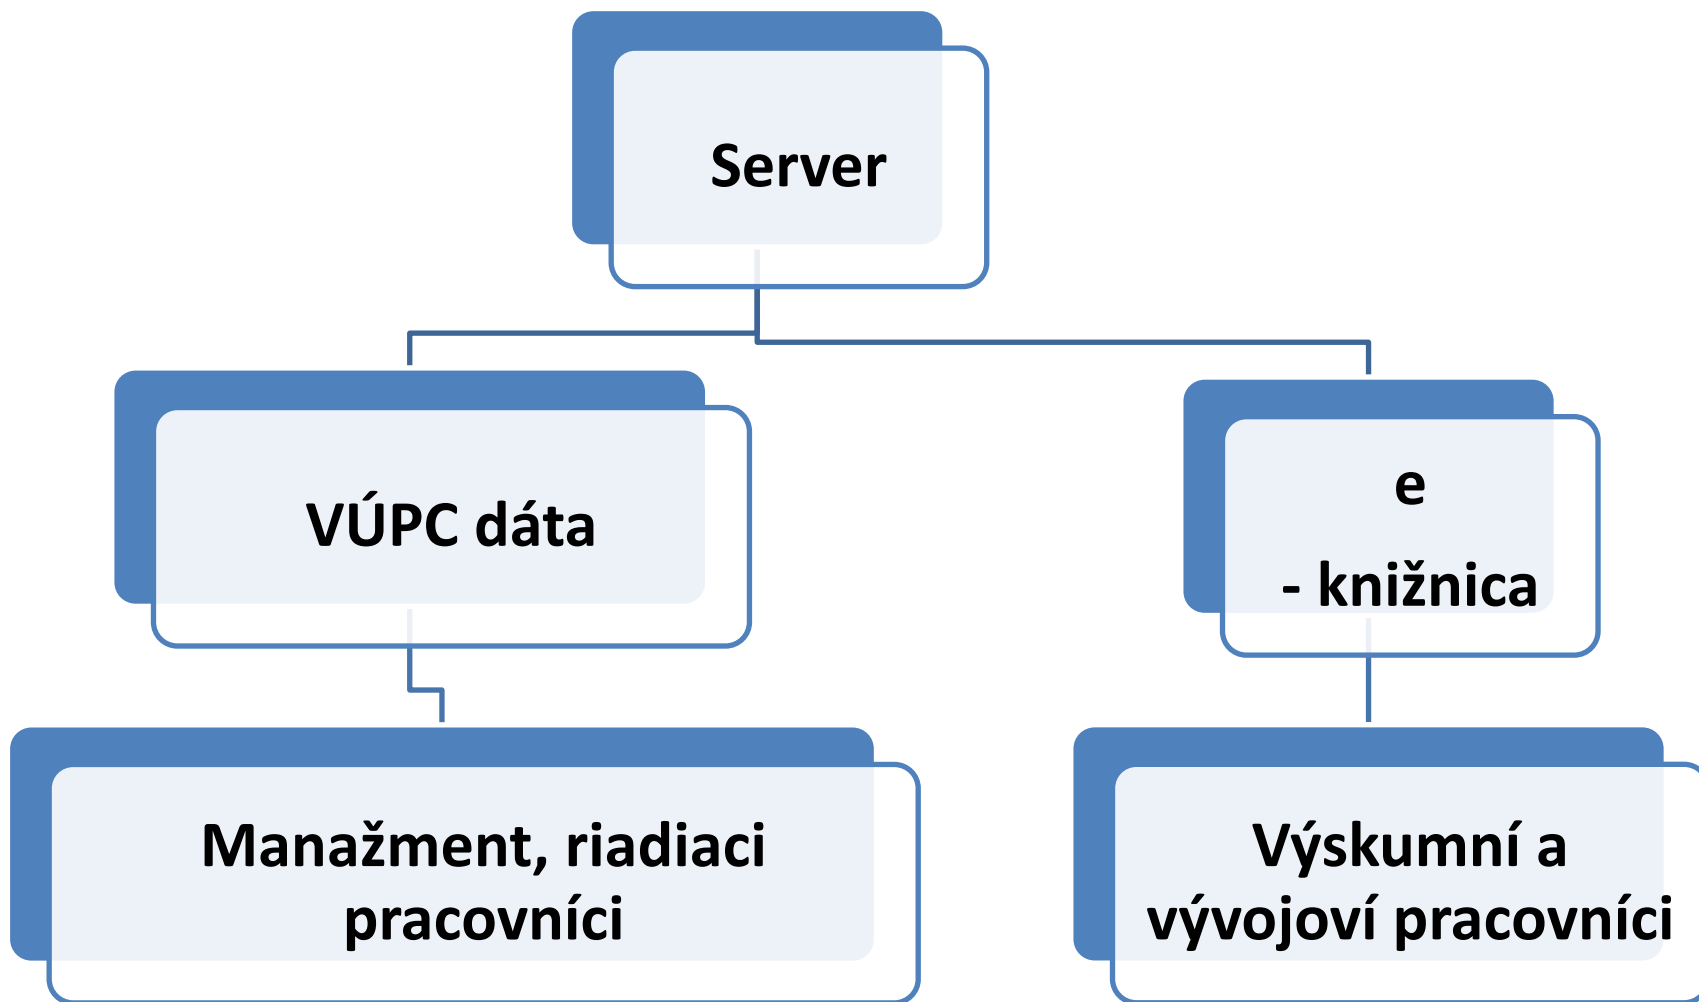 Server
VÚPC dáta
e
- knižnica
Manažment, riadiaci
pracovníci
Výskumní a
vývojoví pracovníci